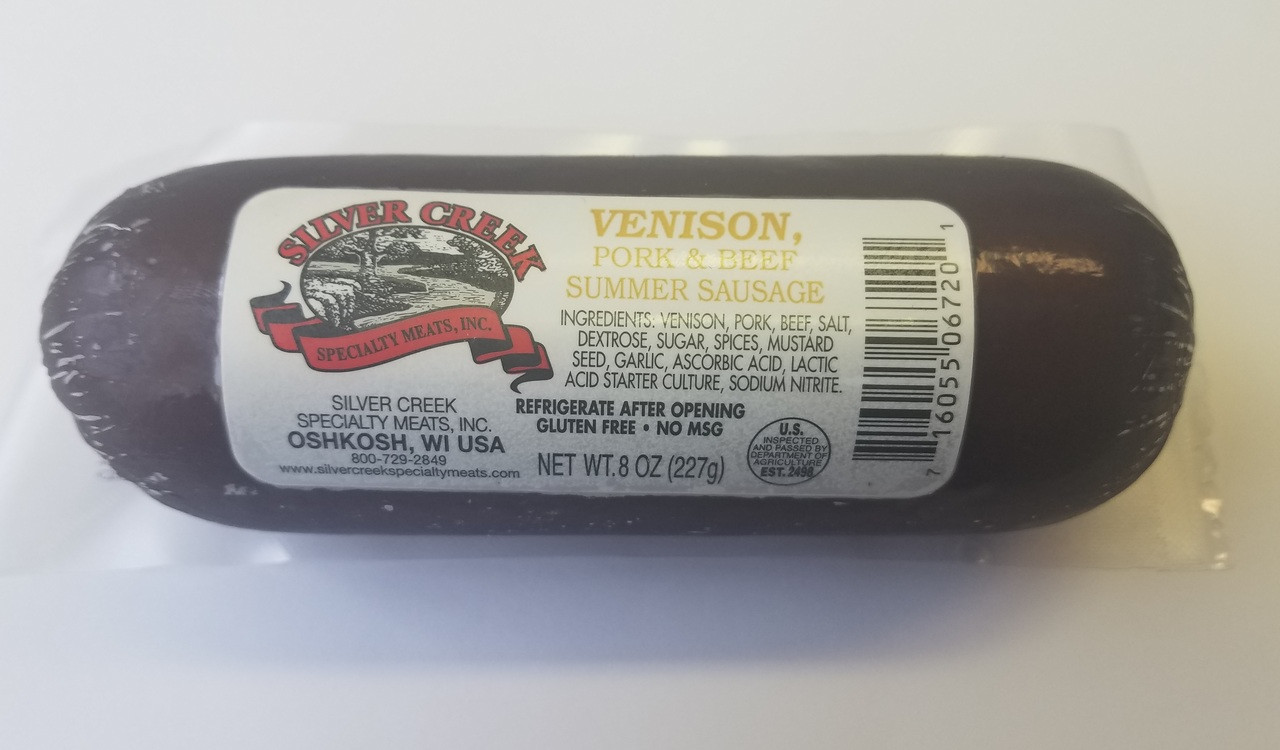 SILVER CREEK
SPECIALTY MEATS, INC.
SILVER CREEK
SPECIALTY MEATS, INC.
OSHKOSH, WI USA
800-729-2849
www.silvercreekspecialtymeats.com
VENISON,
PORK & BEEF
SUMMER SAUSAGE
INGREDIENTS: VENISON, PORK, BEEF, SALT,
DEXTROSE, SUGAR, SPICES, MUSTARD
SEED, GARLIC, ASCORBIC ACID, LACTIC
ACID STARTER CULTURE, SODIUM NITRITE.
REFRIGERATE AFTER OPENING
GLUTEN FREE • NO MSG
NET WT. 8 OZ (227g)
U.S.
INSPECTED
AND PASSED BY
DEPARTMENT OF
AGRICULTURE
EST. 2498
7 16055 06720 1